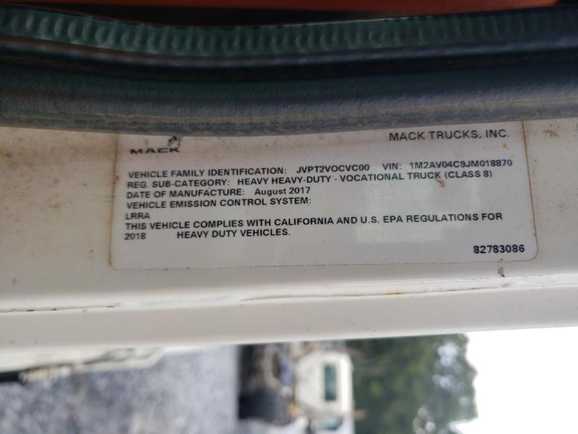 MACK
MACK TRUCKS, INC.
VEHICLE FAMILY IDENTIFICATION: JVPT2VOCVC00 VIN: 1M2AV04C9JM018870
REG. SUB-CATEGORY: HEAVY HEAVY-DUTY - VOCATIONAL TRUCK (CLASS 8)
DATE OF MANUFACTURE: August 2017
VEHICLE EMISSION CONTROL SYSTEM:
LRRA
THIS VEHICLE COMPLIES WITH CALIFORNIA AND U.S. EPA REGULATIONS FOR
2018 HEAVY DUTY VEHICLES.
82783086